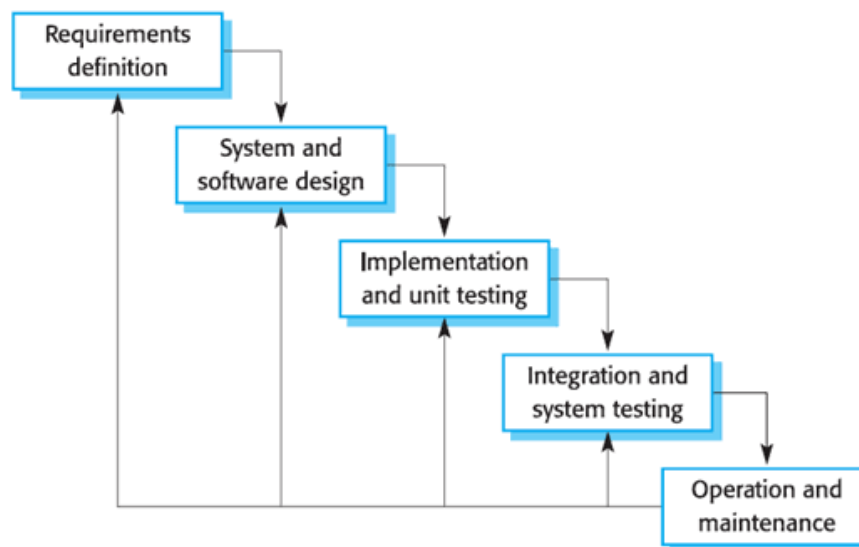 Requirements
definition
System and
software design
Implementation
and unit testing
Integration and
system testing
Operation and
maintenance